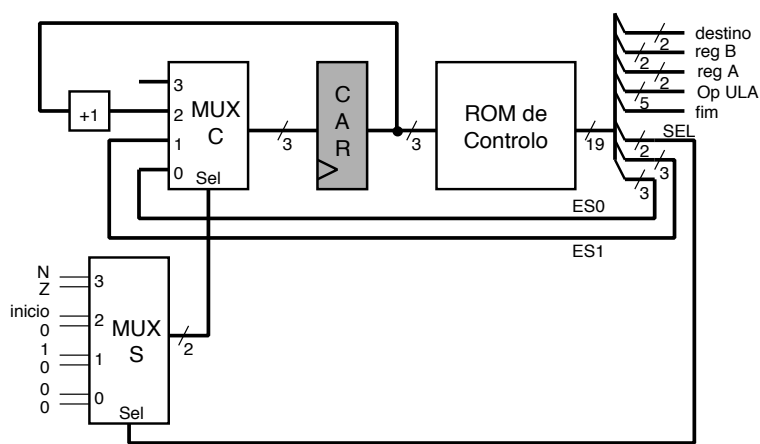 destino
2
reg B
2
reg A
2
Op ULA
5
fim
SEL
2
3
3
ES0
ES1
+1
3
2
1
0
MUX
C
Sel
3
C
A
R
3
ROM de
Controlo
19
N
Z
3
inicio
0
2
1
0
1
0
0
0
MUX
S
Sel
2